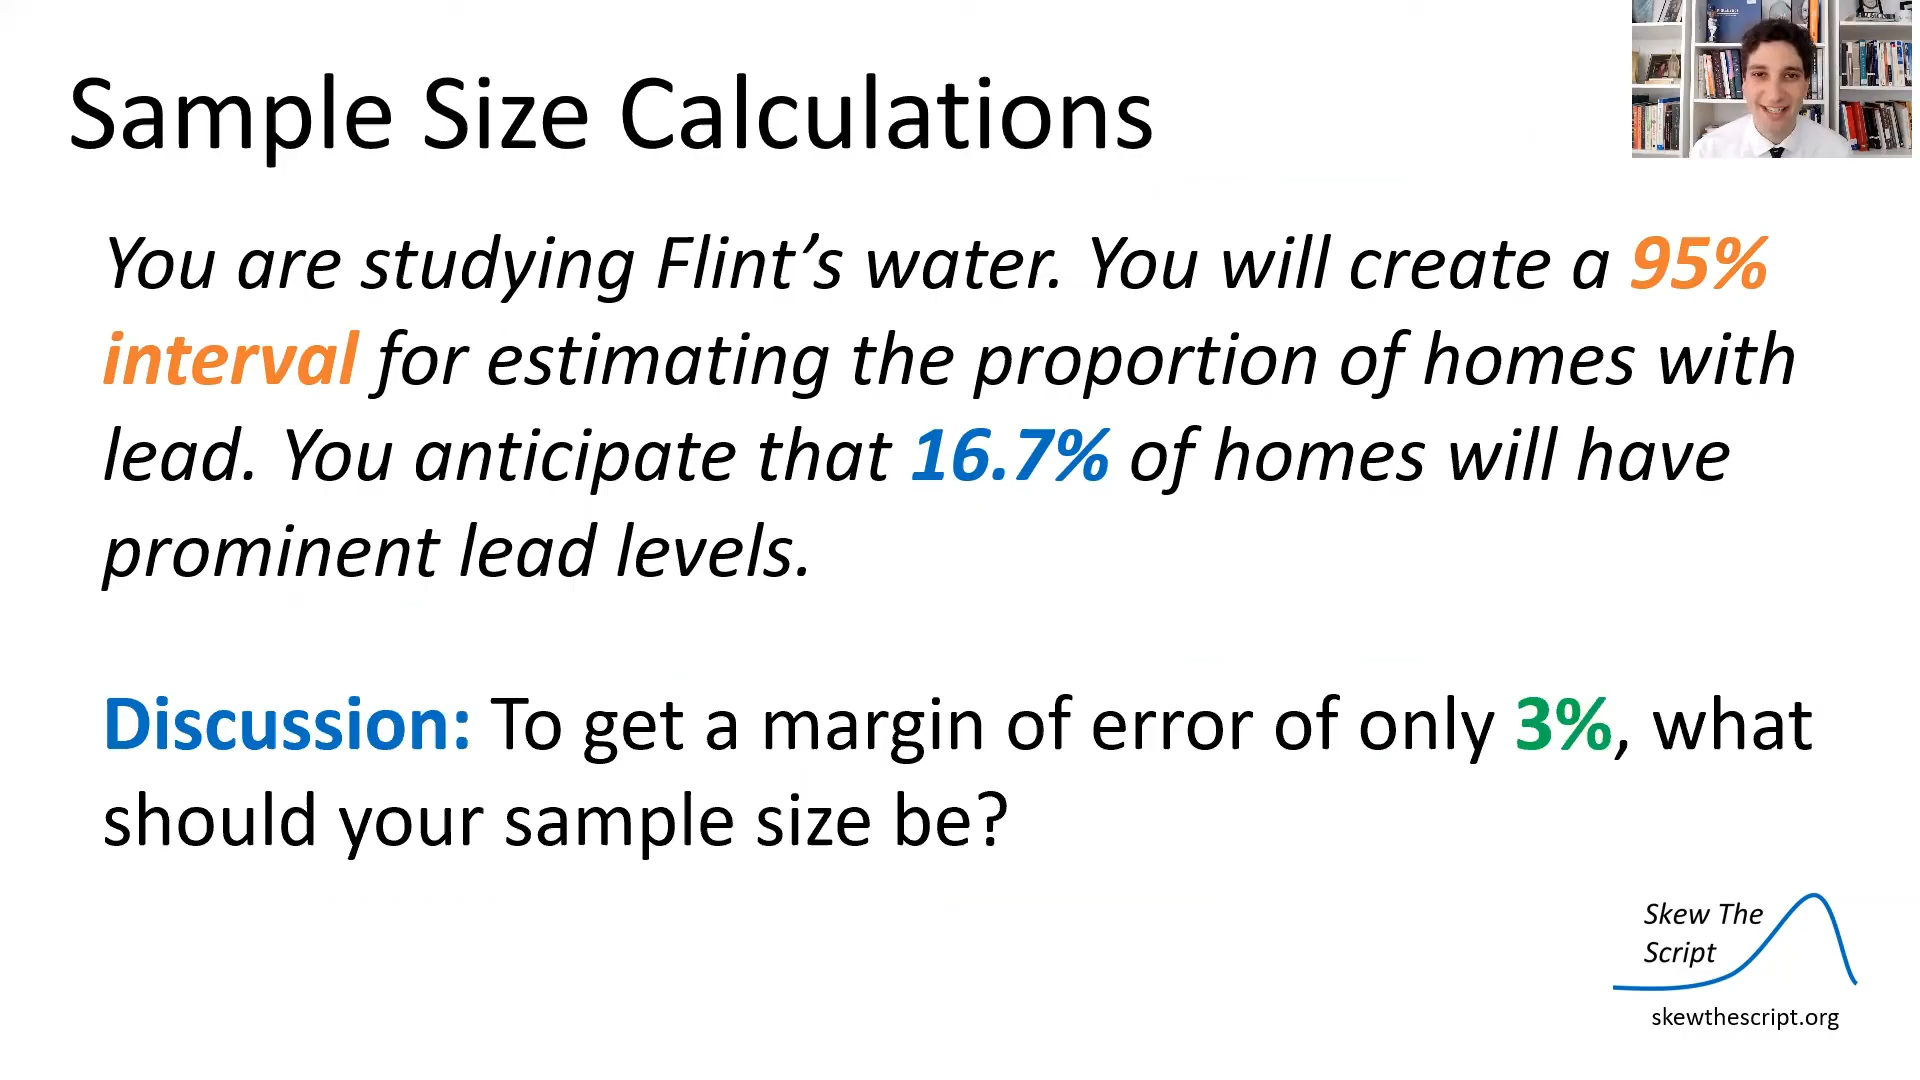 Sample Size Calculations
You are studying Flint’s water. You will create a 95%
interval for estimating the proportion of homes with
lead. You anticipate that 16.7% of homes will have
prominent lead levels.
Discussion: To get a margin of error of only 3%, what
should your sample size be?
Skew The
Script
skewthescript.org